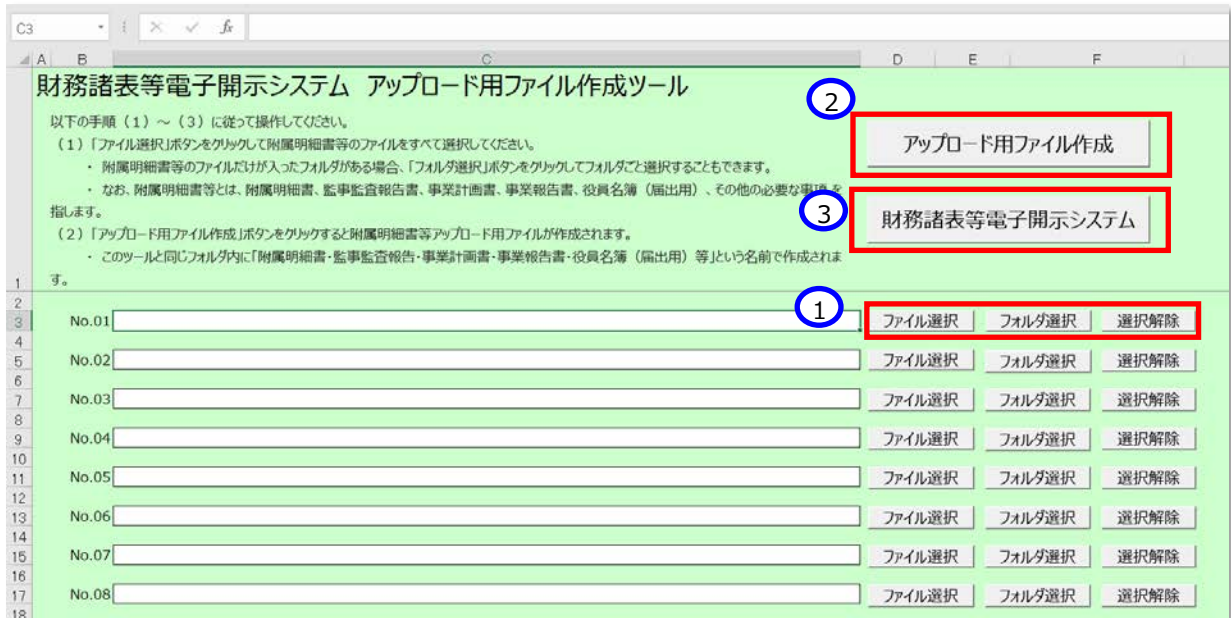 C3
fx
A B C D E F
財務諸表等電子開示システム アップロード用ファイル作成ツール
以下の手順（1）～（3）に従って操作してください。
（1）「ファイル選択」ボタンをクリックして附属明細書等のファイルをすべて選択してください。
・ 附属明細書等のファイルだけが入ったフォルダがある場合、「フォルダ選択」ボタンをクリックしてフォルダごと選択することもできます。
・ なお、附属明細書等とは、附属明細書、監事監査報告書、事業計画書、事業報告書、役員名簿（届出用）、その他の必要な事項 を
指します。
（2）「アップロード用ファイル作成」ボタンをクリックすると附属明細書等アップロード用ファイルが作成されます。
・ このツールと同じフォルダ内に「附属明細書・監事監査報告・事業計画書・事業報告書・役員名簿（届出用）等」という名前で作成されま
1 す。
2
アップロード用ファイル作成
3
財務諸表等電子開示システム
2
1
3 No.01 ファイル選択 フォルダ選択 選択解除
4
5 No.02 ファイル選択 フォルダ選択 選択解除
6
7 No.03 ファイル選択 フォルダ選択 選択解除
8
9 No.04 ファイル選択 フォルダ選択 選択解除
10
11 No.05 ファイル選択 フォルダ選択 選択解除
12
13 No.06 ファイル選択 フォルダ選択 選択解除
14
15 No.07 ファイル選択 フォルダ選択 選択解除
16
17 No.08 ファイル選択 フォルダ選択 選択解除
18